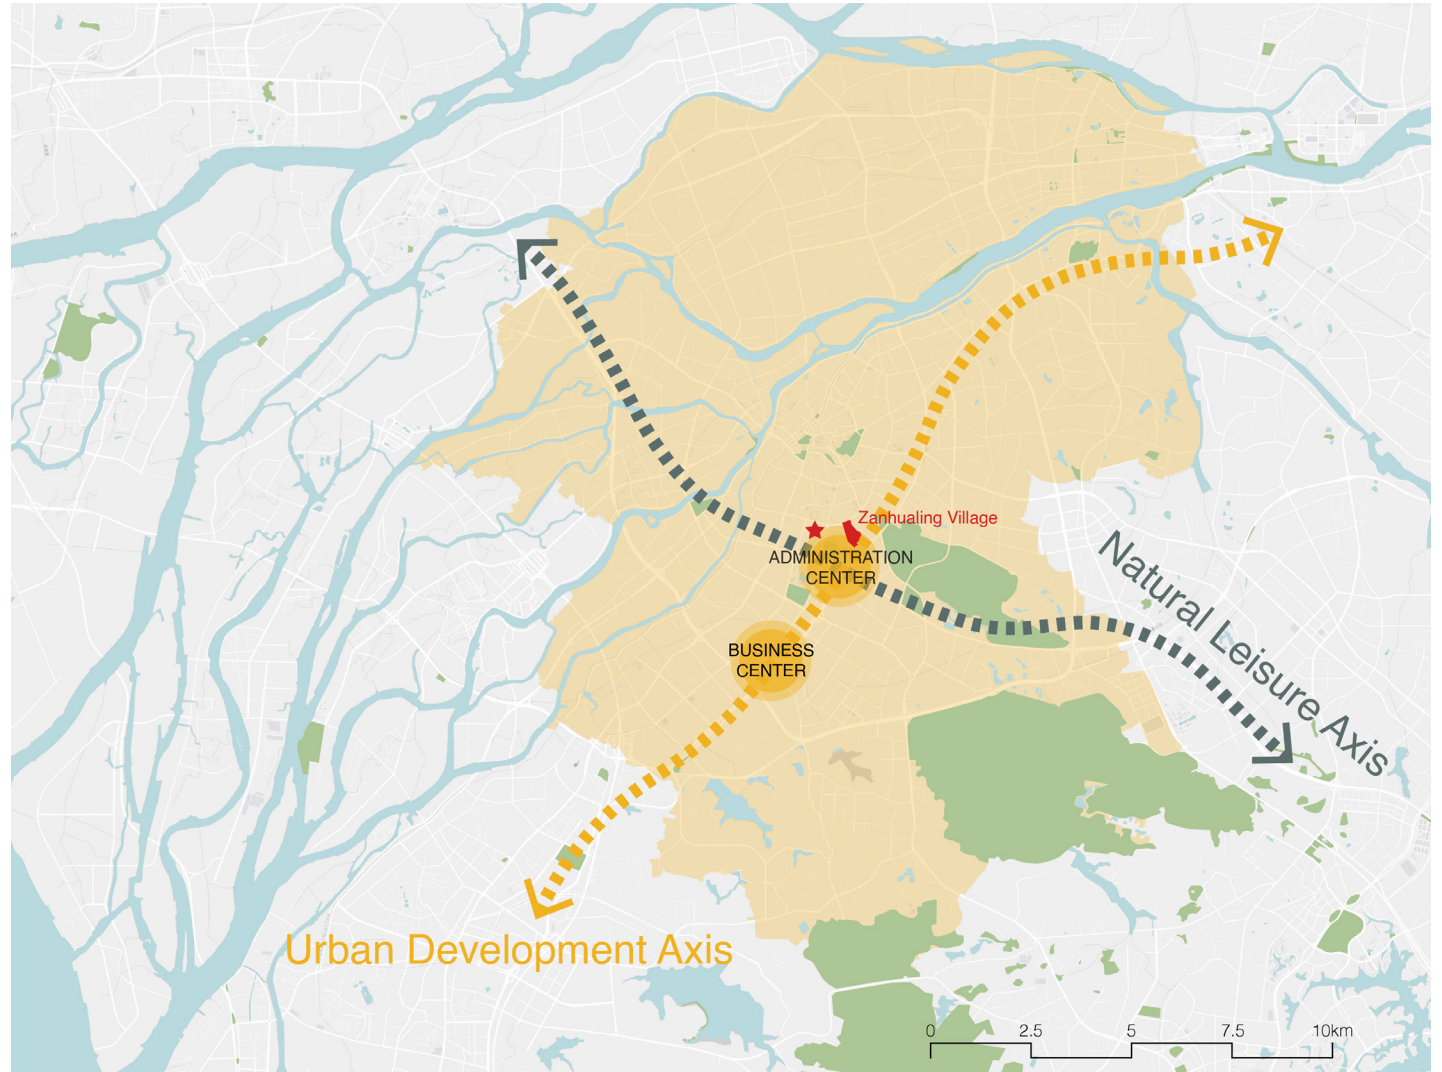 Zanhualing Village
ADMINISTRATION
CENTER
Natural Leisure Axis
BUSINESS
CENTER
Urban Development Axis
0 2.5 5 7.5 10km